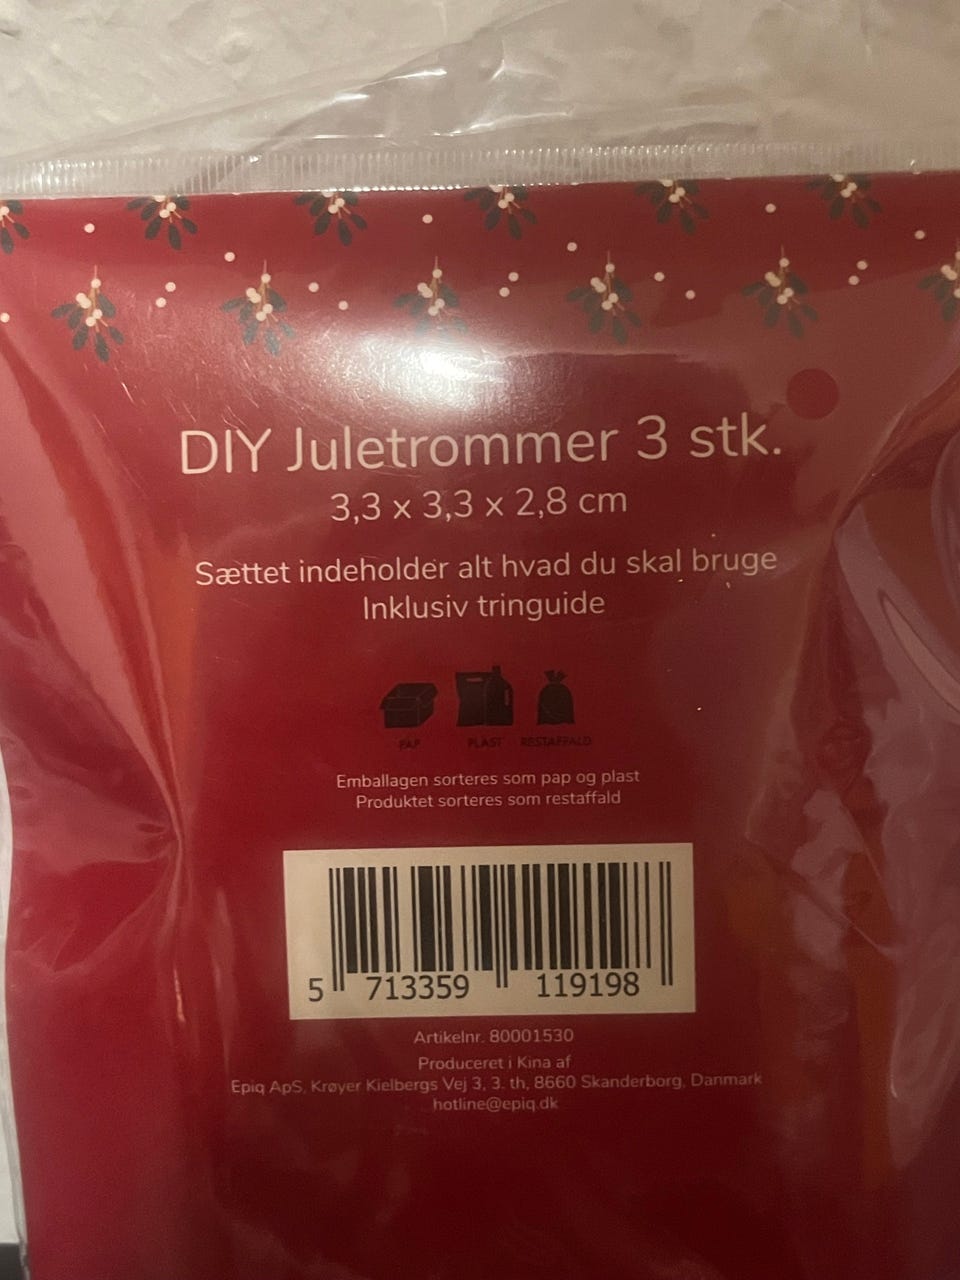 DIY Juletrommer 3 stk.
3,3 x 3,3 x 2,8 cm
Sættet indeholder alt hvad du skal bruge
Inklusiv tringuide
PAP PLAST RESTAFFALD
Emballagen sorteres som pap og plast
Produktet sorteres som restaffald
5 713359 119198
Artikelnr. 80001530
Produceret i Kina af
Epiq ApS, Krøyer Kielbergs Vej 3, 3. th, 8660 Skanderborg, Danmark
hotline@epiq.dk